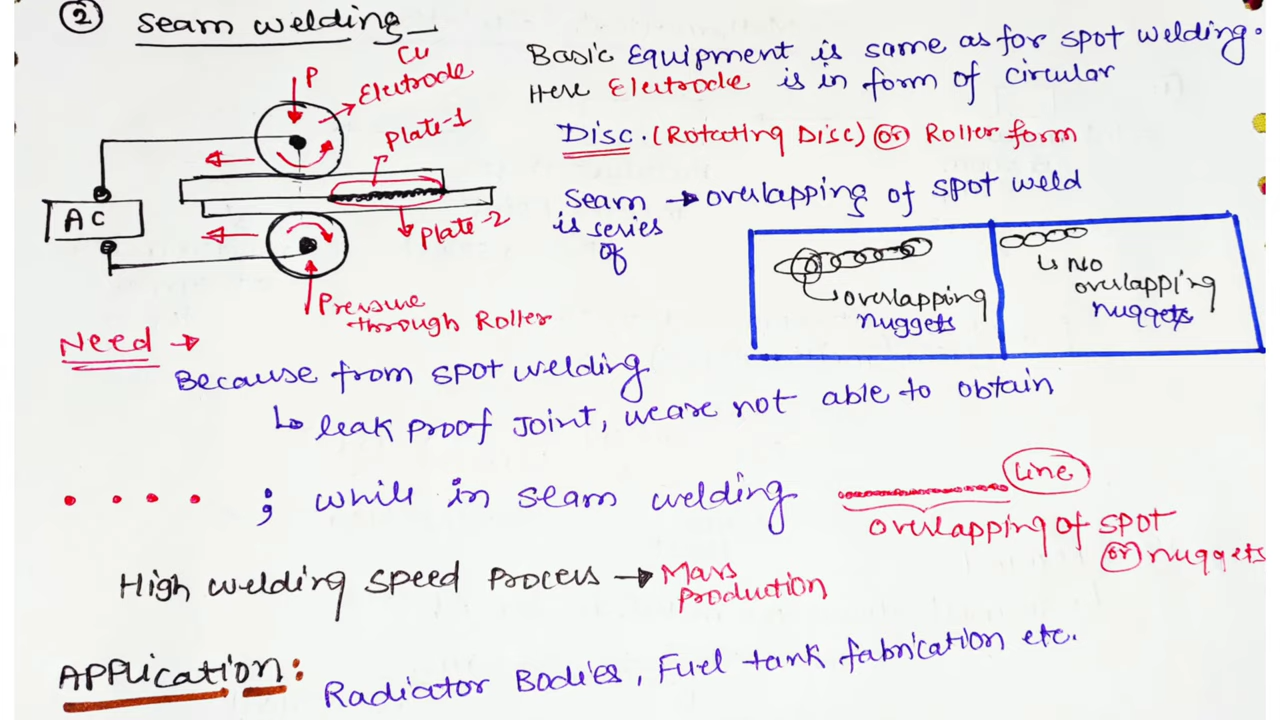 ② Seam welding
Basic Equipment is same as for spot welding.
Here Electrode is in form of circular
Disc. (Rotating Disc) or Roller form
P
Cu
Electrode
Plate-1
AC
Plate-2
Pressure
through Roller
Seam → overlapping of spot weld
is series
of
overlapping
nuggets
No
overlapping
nuggets
Need →
Because from spot welding
↳ leak proof Joint, we are not able to obtain
• • • • ; while in seam welding
Line
overlapping of spot
or nuggets
High welding speed Process → Mass
Production
APPlication:
Radiator Bodies, Fuel tank fabrication etc.